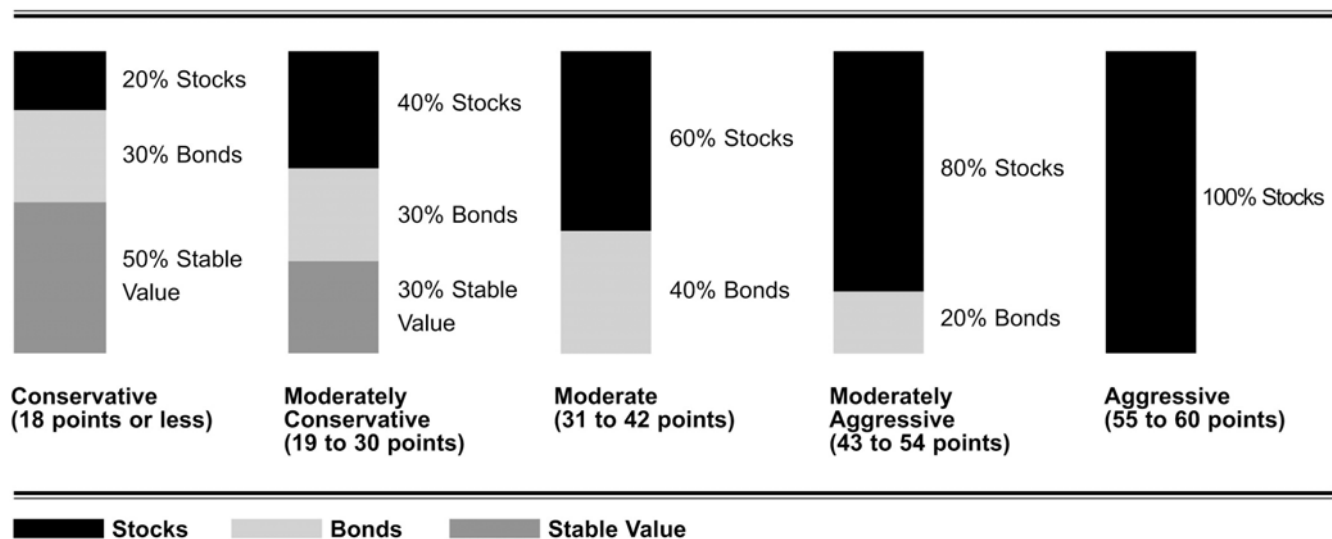 20% Stocks
30% Bonds
50% Stable
Value
40% Stocks
30% Bonds
30% Stable
Value
60% Stocks
40% Bonds
80% Stocks
20% Bonds
100% Stocks
Conservative
(18 points or less)
Moderately
Conservative
(19 to 30 points)
Moderate
(31 to 42 points)
Moderately
Aggressive
(43 to 54 points)
Aggressive
(55 to 60 points)
Stocks
Bonds
Stable Value